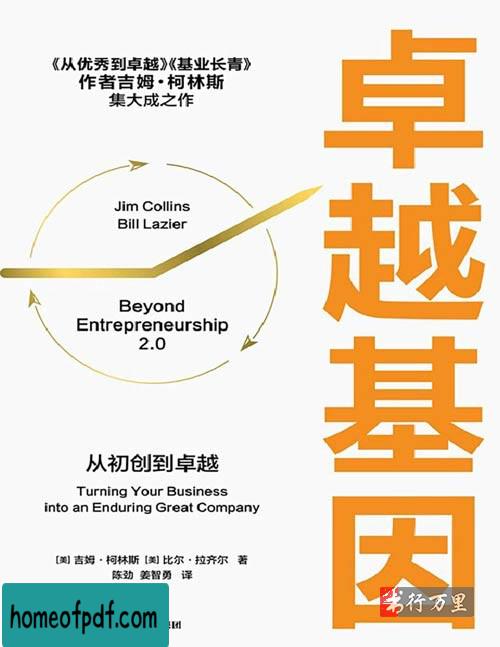 《从优秀到卓越》《基业长青》
作者吉姆·柯林斯
集大成之作
卓越基因
Jim Collins
Bill Lazier
Beyond
Entrepreneurship
2.0
从初创到卓越
Turning Your Business
into an Enduring Great Company
[美] 吉姆·柯林斯 [美] 比尔·拉齐尔 著
陈劲 姜智勇 译
集团
homeofpdf.com
书行万里